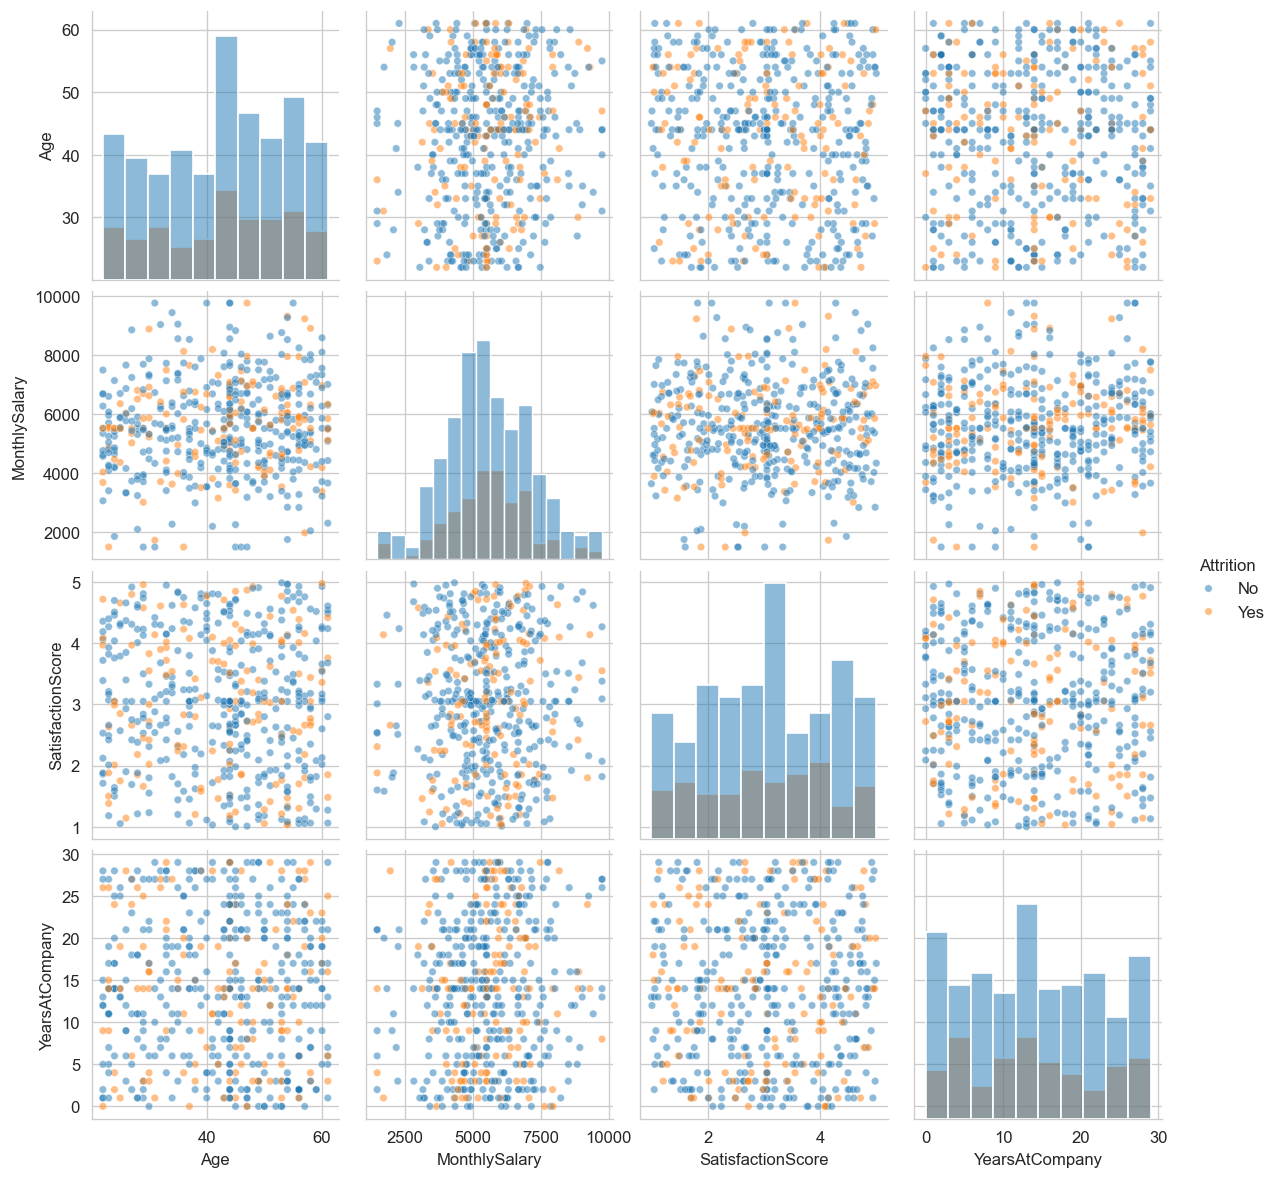 60
50
40
30
Age
10000
8000
6000
4000
2000
MonthlySalary
5
4
3
2
1
SatisfactionScore
30
25
20
15
10
5
0
YearsAtCompany
40 60
Age
2500 5000 7500 10000
MonthlySalary
2 4
SatisfactionScore
0 10 20 30
YearsAtCompany
Attrition
No
Yes